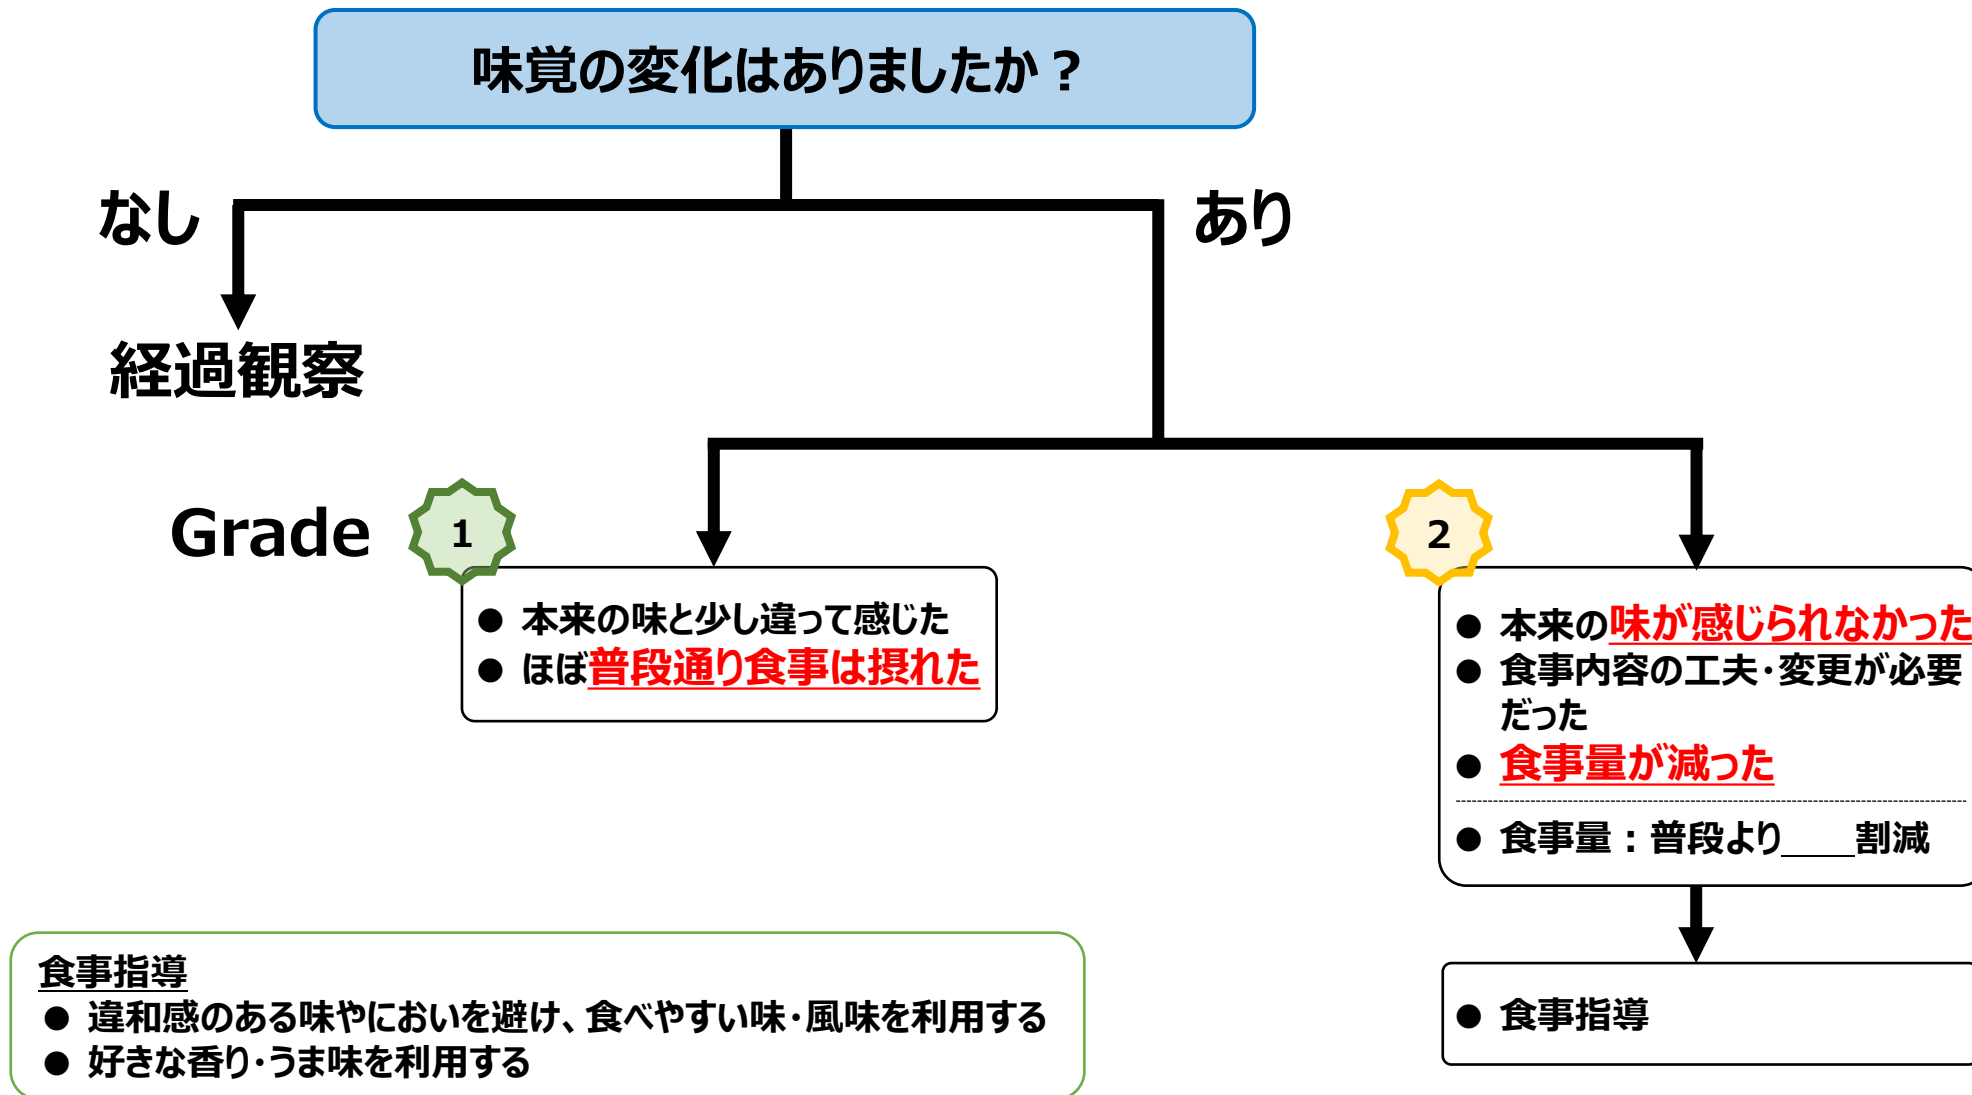 味覚の変化はありましたか？
なし
あり
経過観察
Grade
1
● 本来の味と少し違って感じた
● ほぼ普段通り食事は摂れた
2
● 本来の味が感じられなかった
● 食事内容の工夫・変更が必要
だった
● 食事量が減った
● 食事量：普段より____割減
● 食事指導
食事指導
● 違和感のある味やにおいを避け、食べやすい味・風味を利用する
● 好きな香り・うま味を利用する